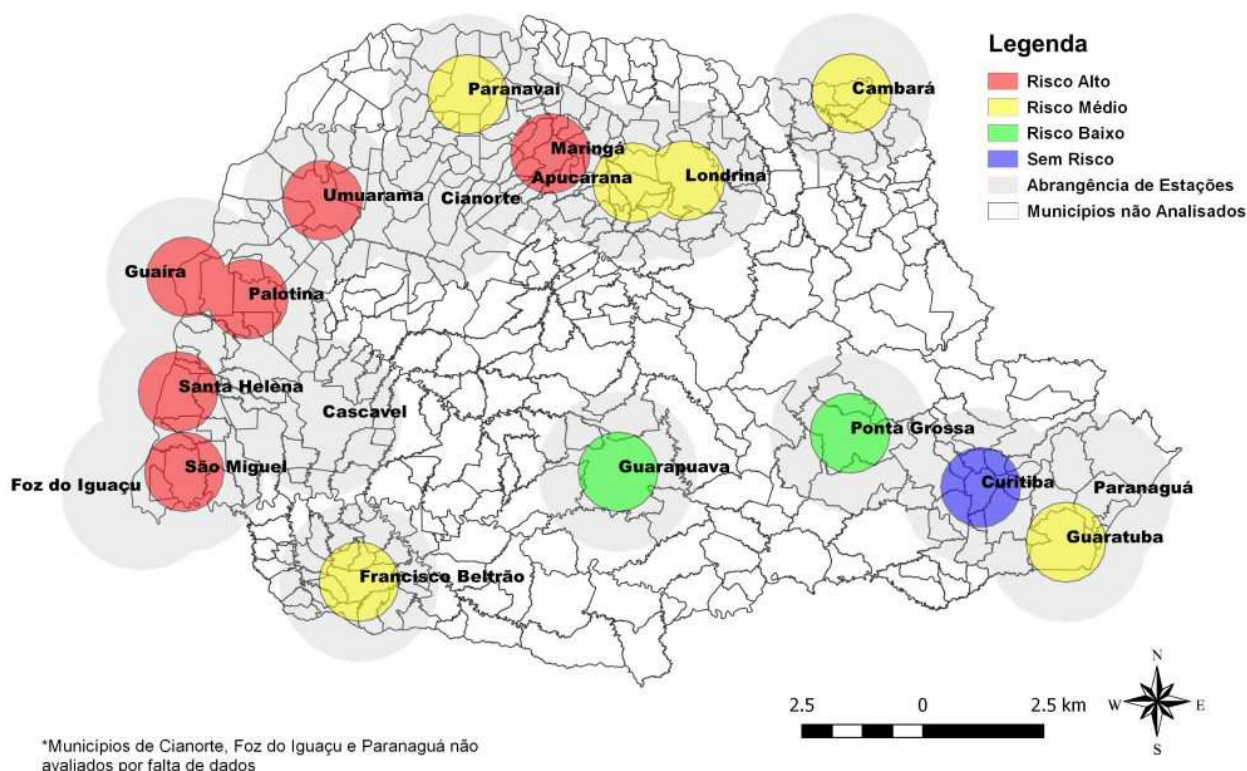 Legenda
Risco Alto
Risco Médio
Risco Baixo
Sem Risco
Abrangência de Estações
Municípios não Analisados
Paranavaí
Cambará
Maringá
Apucarana
Londrina
Umuarama
Cianorte
Guaíra
Palotina
Santa Helena
Cascavel
São Miguel
Foz do Iguaçu
Guarapuava
Ponta Grossa
Curitiba
Paranaguá
Guaratuba
Francisco Beltrão
N
W
E
S
2.5 0 2.5 km
*Municípios de Cianorte, Foz do Iguaçu e Paranaguá não
avaliados por falta de dados